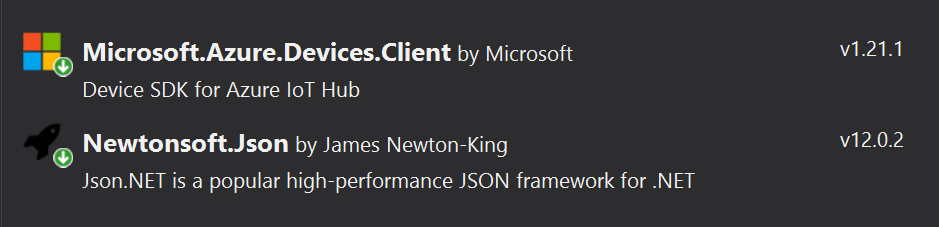 Microsoft.Azure.Devices.Client by Microsoft v1.21.1
Device SDK for Azure IoT Hub
Newtonsoft.Json by James Newton-King v12.0.2
Json.NET is a popular high-performance JSON framework for .NET